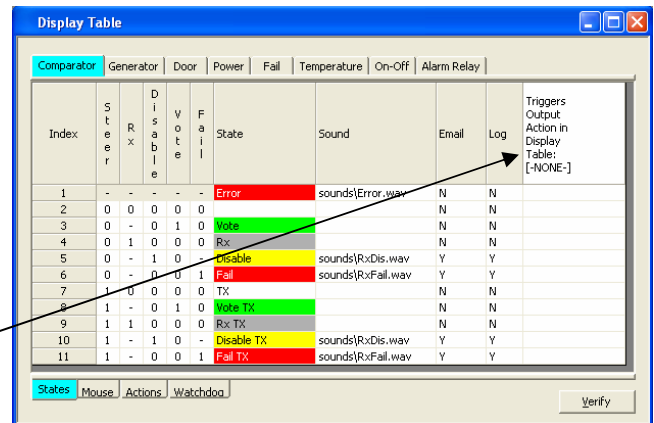 Display Table
Comparator Generator Door Power Fail Temperature On-Off Alarm Relay
Index Steer Rx Disable Vote Fail State Sound Email Log Triggers Output Action in Display Table: [-NONE-]
1 - - - - - Error sounds\Error.wav N N
2 0 0 0 0 0 N N
3 0 - 0 1 0 Vote N N
4 0 1 0 0 0 Rx N N
5 0 - 1 0 - Disable sounds\RxDis.wav Y Y
6 0 - 0 0 1 Fail sounds\RxFail.wav Y Y
7 1 0 0 0 0 TX N N
8 1 - 0 1 0 Vote TX N N
9 1 1 0 0 0 Rx TX N N
10 1 - 1 0 - Disable TX sounds\RxDis.wav Y Y
11 1 - 0 0 1 Fail TX sounds\RxFail.wav Y Y
States Mouse Actions Watchdog
Verify